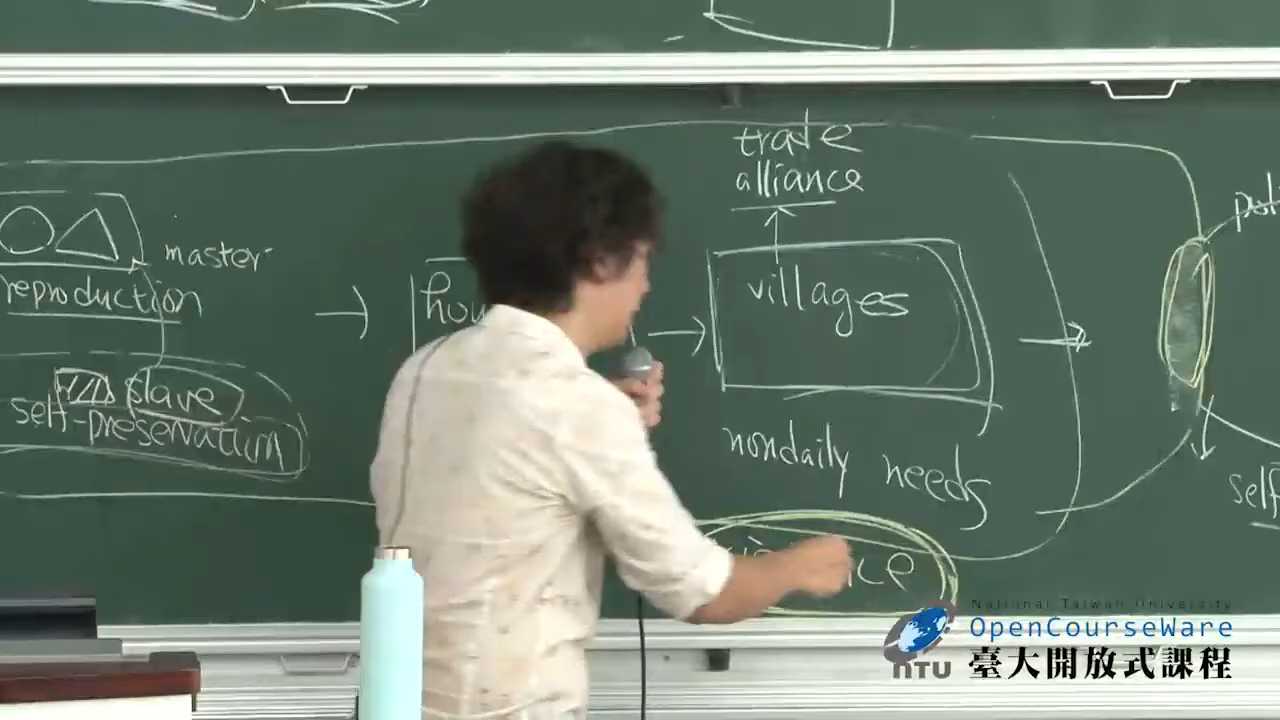 trade
alliance
master
reproduction
villages
slave
self-preservation
nondaily needs
self
National Taiwan University
OpenCourseWare
NTU
臺大開放式課程